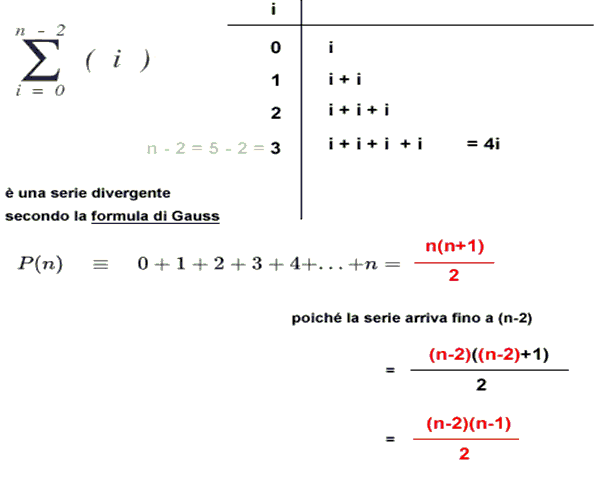 n - 2
∑ ( i )
i = 0
i
0 i
1 i + i
2 i + i + i
n - 2 = 5 - 2 = 3 i + i + i + i = 4i
è una serie divergente
secondo la formula di Gauss
P(n) ≡ 0 + 1 + 2 + 3 + 4+. . . +n = n(n+1)
2
poiché la serie arriva fino a (n-2)
= (n-2)((n-2)+1)
2
= (n-2)(n-1)
2